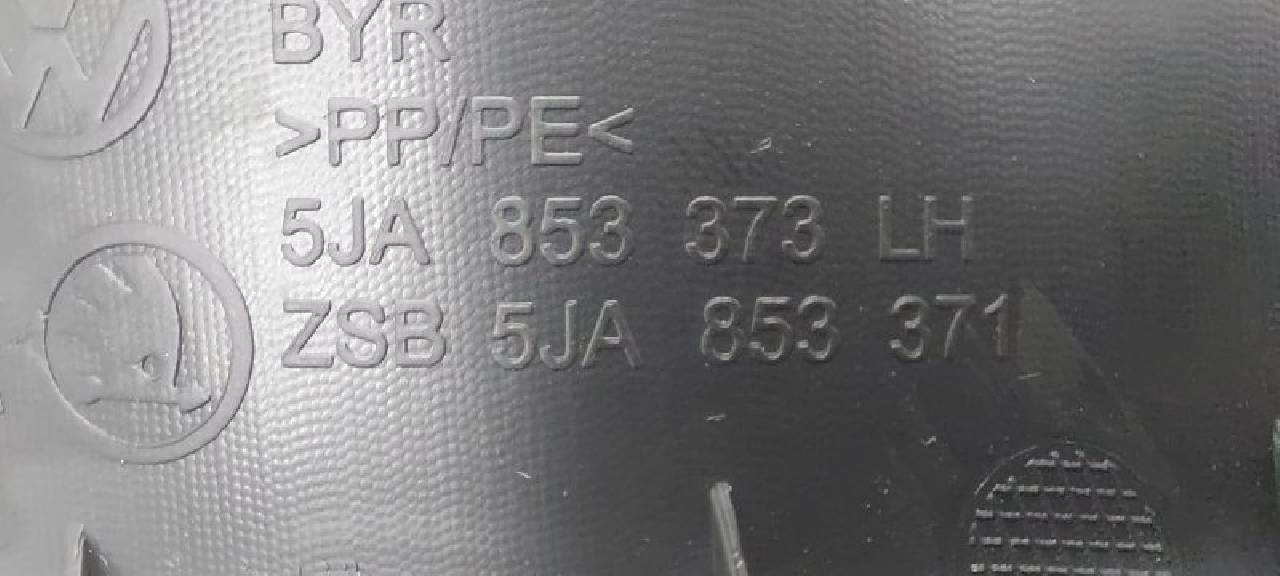 BYR
>PP/PE<
5JA 853 373 LH
ZSB 5JA 853 371